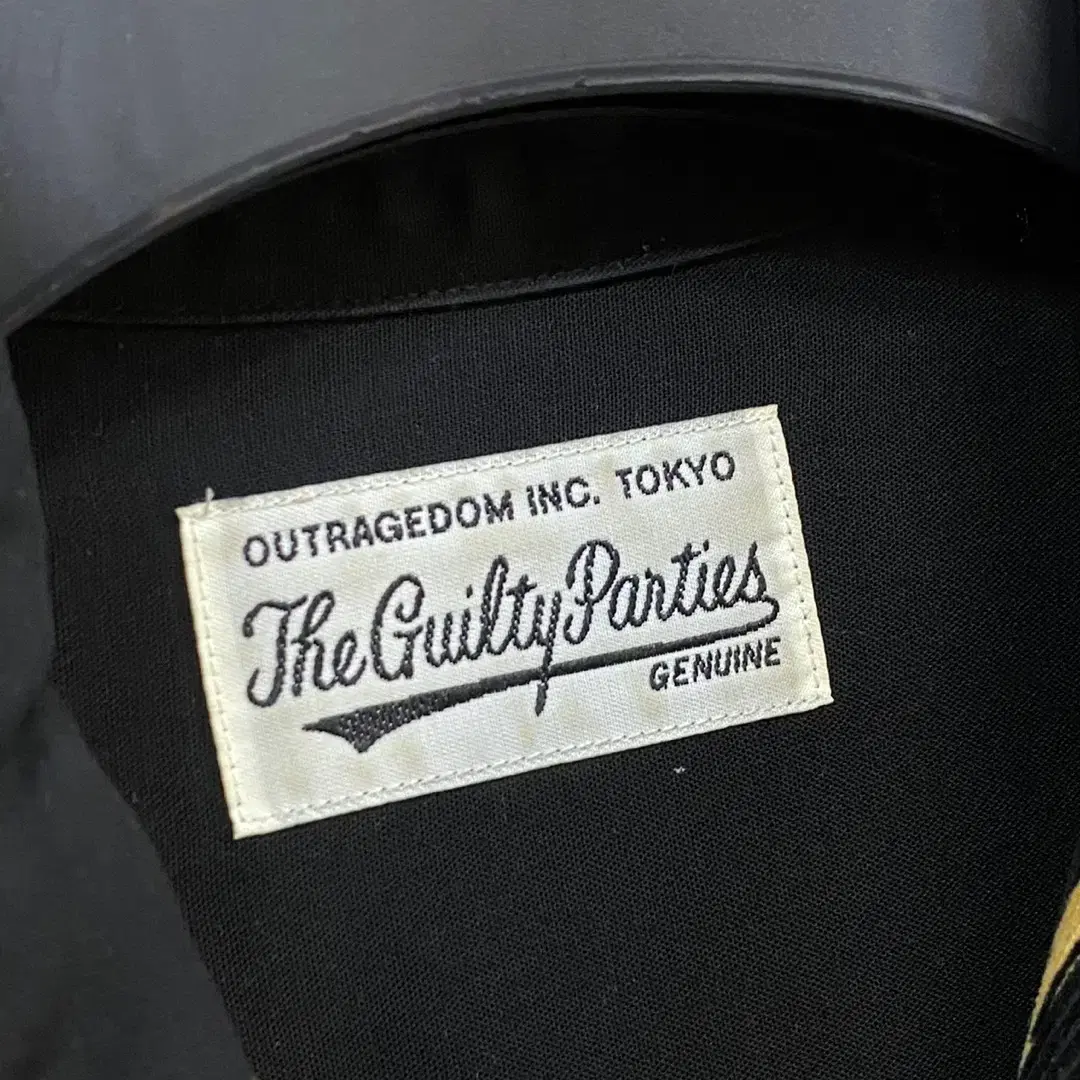 OUTRAGEDOM INC. TOKYO
The Guilty Parties
GENUINE